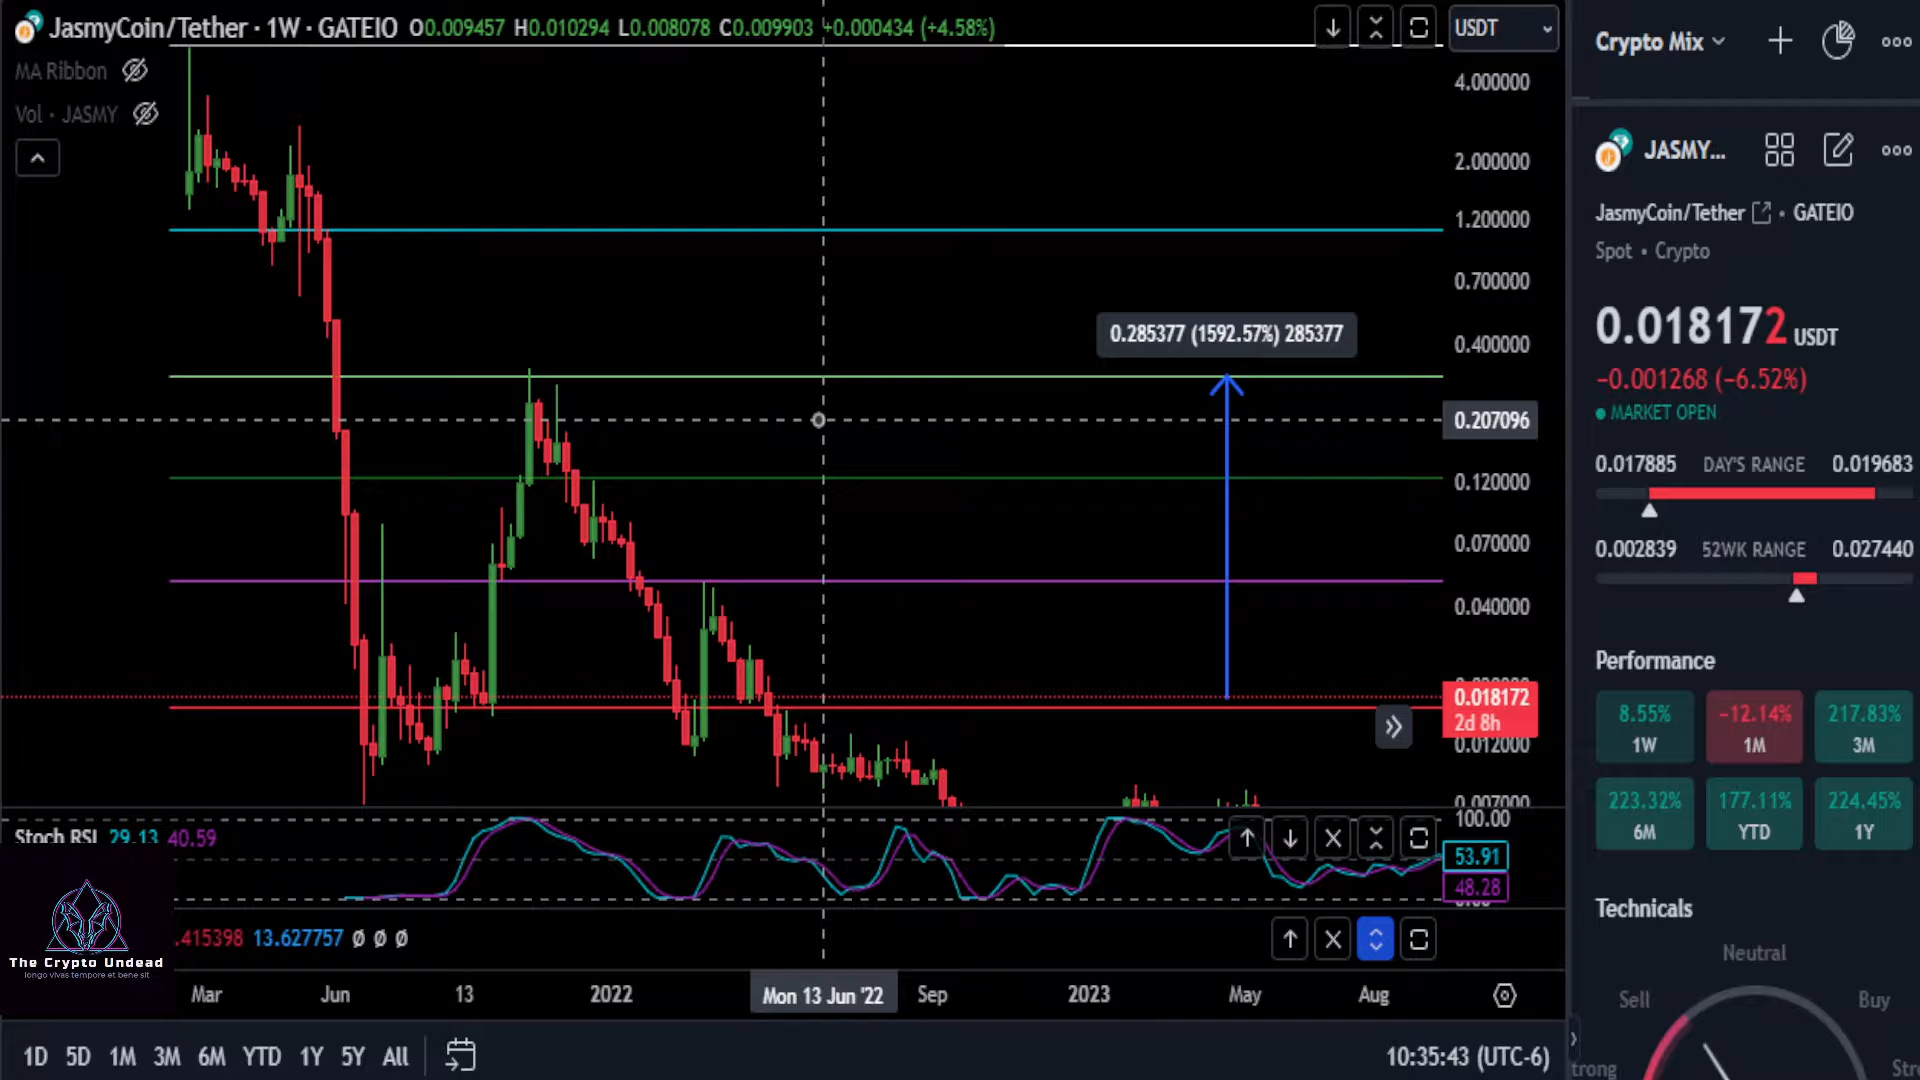 JasmyCoin/Tether · 1W · GATEIO O0.009457 H0.010294 L0.008078 C0.009903 +0.000434 (+4.58%)
USDT
MA Ribbon
Vol · JASMY
4.000000
2.000000
1.200000
0.700000
0.400000
0.285377 (1592.57%) 285377
0.207096
0.120000
0.070000
0.040000
0.018172
2d 8h
0.012000
0.007000
Stoch RSI 29.13 40.59
100.00
53.91
48.28
.415398 13.627757 Ø Ø Ø
The Crypto Undead
longo vivas tempore et bene sit
Mar Jun 13 2022 Mon 13 Jun '22 Sep 2023 May Aug
1D 5D 1M 3M 6M YTD 1Y 5Y All
10:35:43 (UTC-6)
Crypto Mix
JASMY...
JasmyCoin/Tether · GATEIO
Spot • Crypto
0.018172 USDT
−0.001268 (−6.52%)
MARKET OPEN
0.017885 DAY'S RANGE 0.019683
0.002839 52WK RANGE 0.027440
Performance
8.55% −12.14% 217.83%
1W 1M 3M
223.32% 177.11% 224.45%
6M YTD 1Y
Technicals
Neutral
Sell Buy